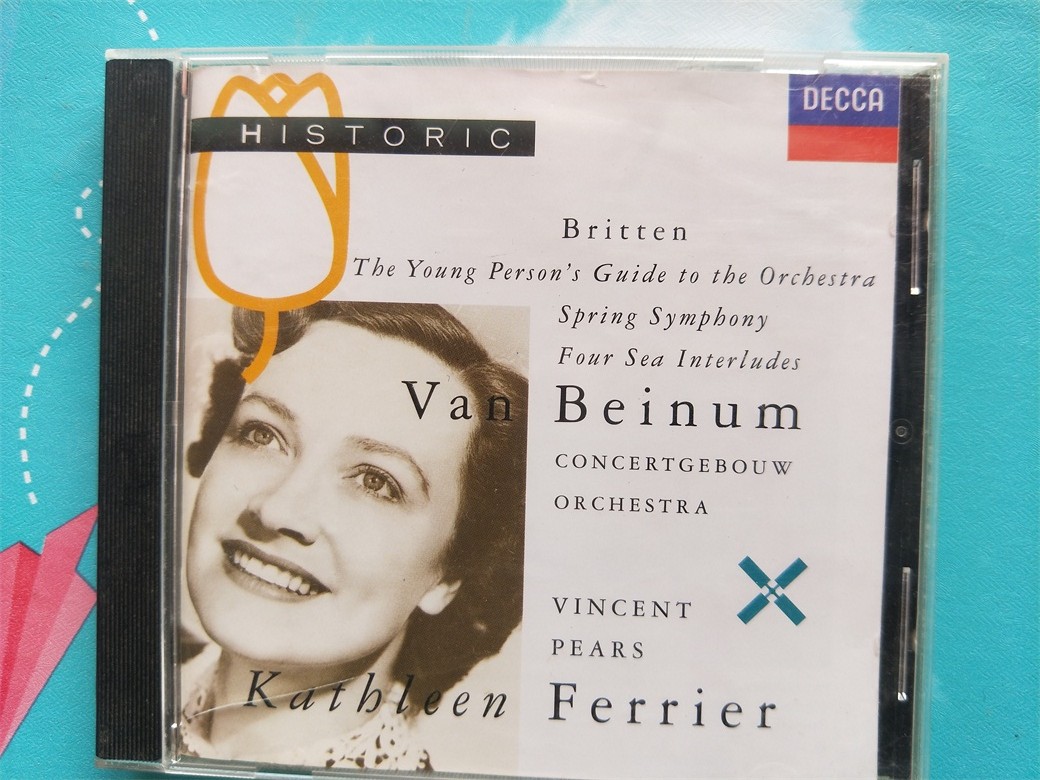 HISTORIC
DECCA
Britten
The Young Person's Guide to the Orchestra
Spring Symphony
Four Sea Interludes
Van Beinum
CONCERTGEBOUW
ORCHESTRA
VINCENT
PEARS
Kathleen Ferrier